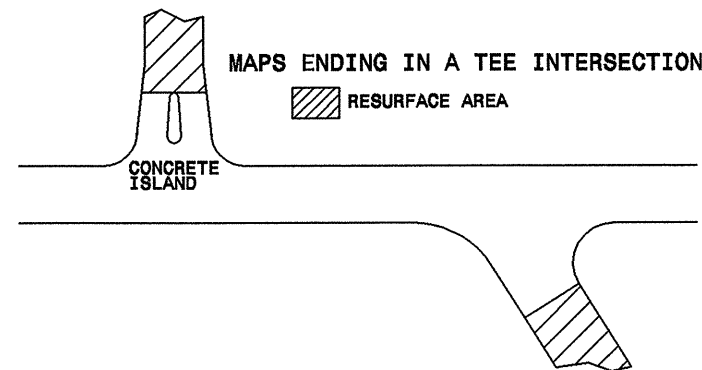 MAPS ENDING IN A TEE INTERSECTION
RESURFACE AREA
CONCRETE
ISLAND